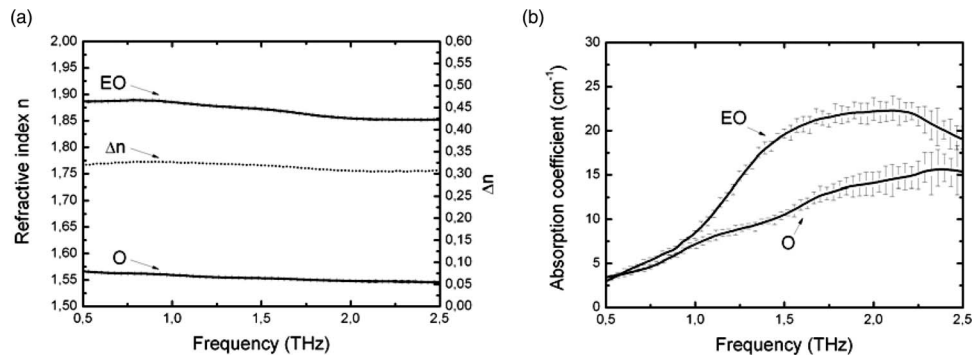 (a)
2,00
1,95
1,90
1,85
1,80
1,75
1,70
1,65
1,60
1,55
1,50
Refractive index n
EO
Δn
O
0,60
0,55
0,50
0,45
0,40
0,35
0,30
0,25
0,20
0,15
0,10
0,05
0,00
Δn
0,5 1,0 1,5 2,0 2,5
Frequency (THz)
(b)
30
25
20
15
10
5
0
Absorption coefficient (cm⁻¹)
EO
O
0.5 1.0 1.5 2.0 2.5
Frequency (THz)